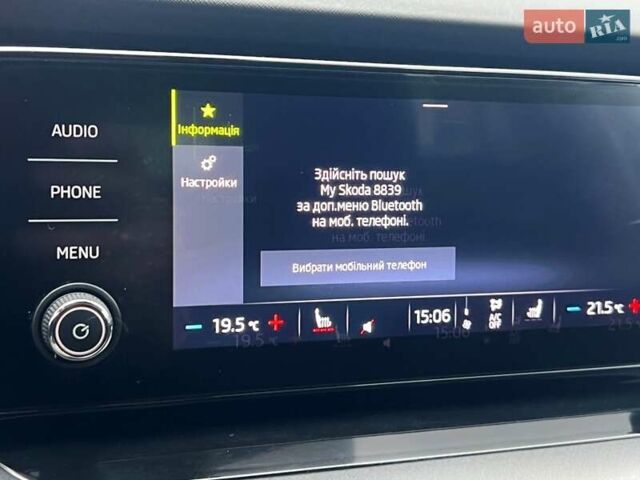 auto RIA.com
AUDIO
PHONE
MENU
Інформація
Настройки
Здійсніть пошук
My Skoda 8839
за доп.меню Bluetooth
на моб. телефоні.
Вибрати мобільний телефон
19.5 °C
15:06
A/C
OFF
21.5 °C